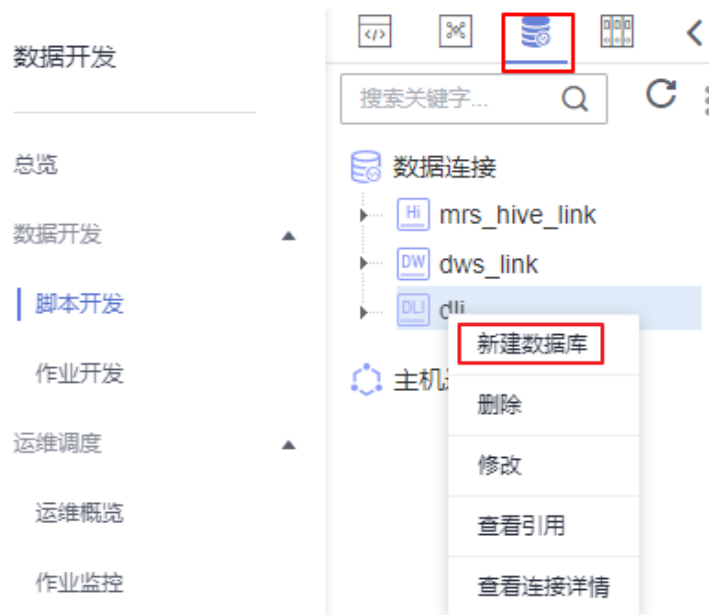 数据开发
总览
数据开发
脚本开发
作业开发
运维调度
运维概览
作业监控
搜索关键字...
数据连接
Hi mrs_hive_link
DW dws_link
DLI dli
主机
新建数据库
删除
修改
查看引用
查看连接详情